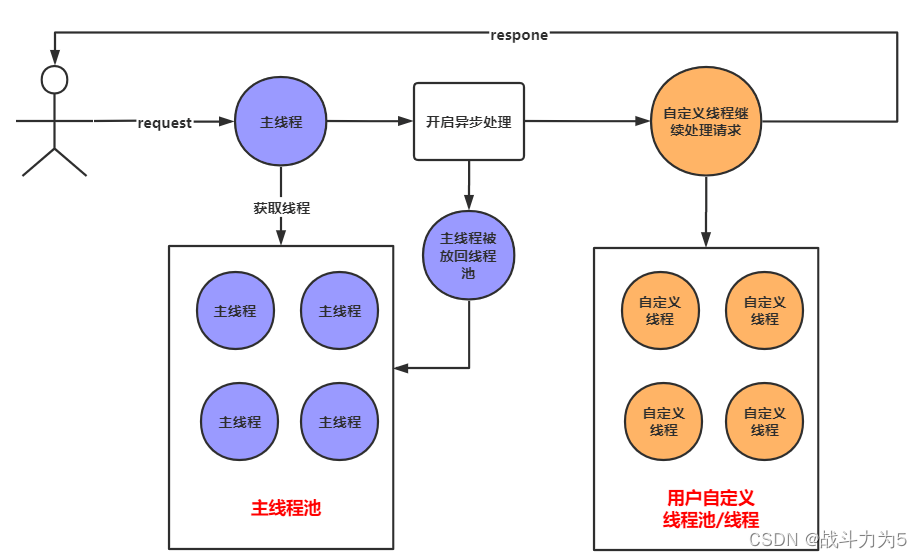 respone
request
主线程
开启异步处理
自定义线程继
续处理请求
获取线程
主线程被
放回线程
池
主线程
主线程
主线程
主线程
主线程池
自定义
线程
自定义
线程
自定义
线程
自定义
线程
用户自定义
线程池/线程
CSDN @战斗力为5